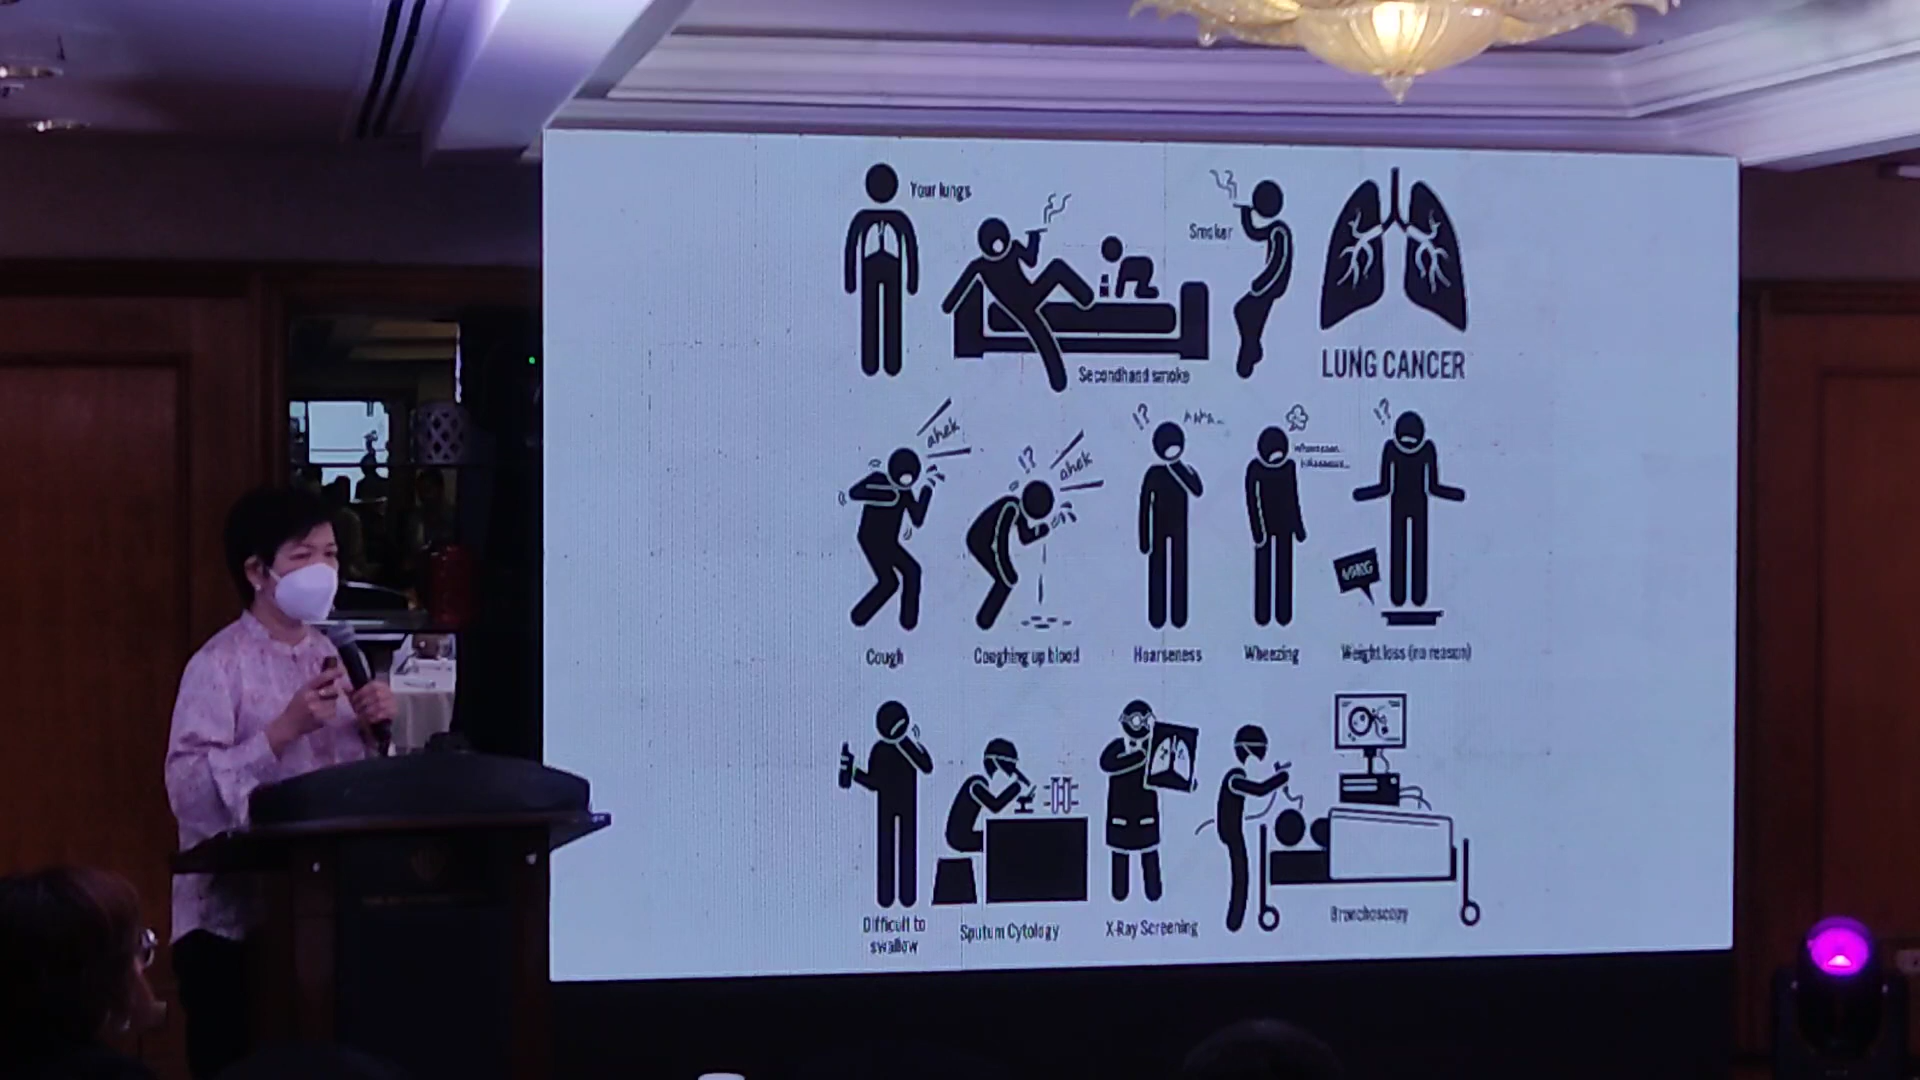 Your lungs
Smoker
Secondhand smoke
LUNG CANCER
ahek
!?
ahek
!?
!?
Cough
Coughing up blood
Hoarseness
Wheezing
Weight loss (no reason)
Difficult to
swallow
Sputum Cytology
X-Ray Screening
Bronchoscopy